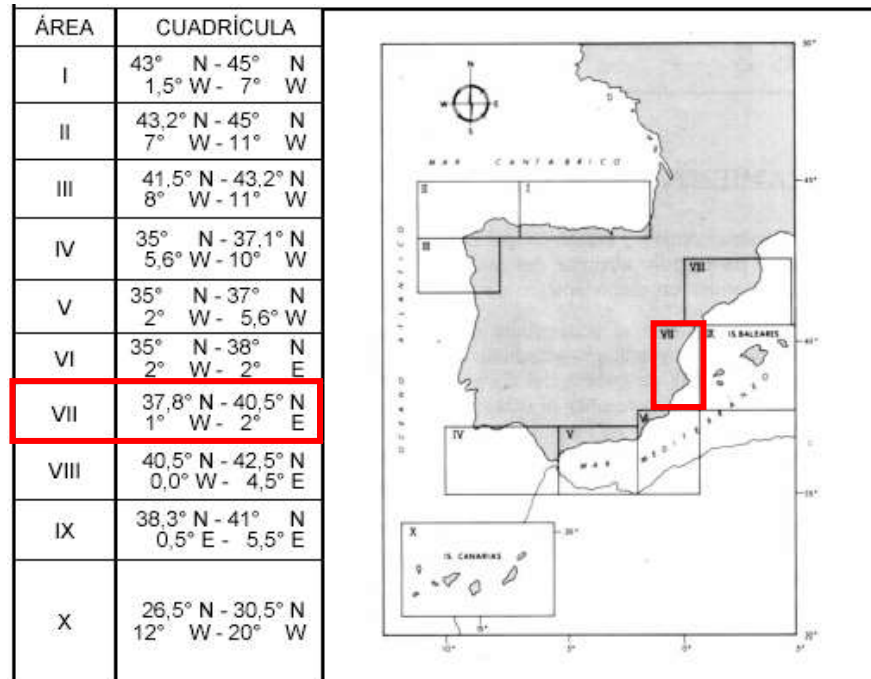 ÁREA CUADRÍCULA
I 43° N - 45° N
1,5° W - 7° W
II 43,2° N - 45° N
7° W - 11° W
III 41,5° N - 43,2° N
8° W - 11° W
IV 35° N - 37,1° N
5,6° W - 10° W
V 35° N - 37° N
2° W - 5,6° W
VI 35° N - 38° N
2° W - 2° E
VII 37,8° N - 40,5° N
1° W - 2° E
VIII 40,5° N - 42,5° N
0,0° W - 4,5° E
IX 38,3° N - 41° N
0,5° E - 5,5° E
X 26,5° N - 30,5° N
12° W - 20° W
N
W E
S
MAR CANTABRICO
II I
III
OCEANO ATLANTICO
VIII
VII
IX IS. BALEARES
VI
IV V
MAR MEDITERRANEO
X
IS. CANARIAS
45°
40°
35°
10° 5° 0° 5°